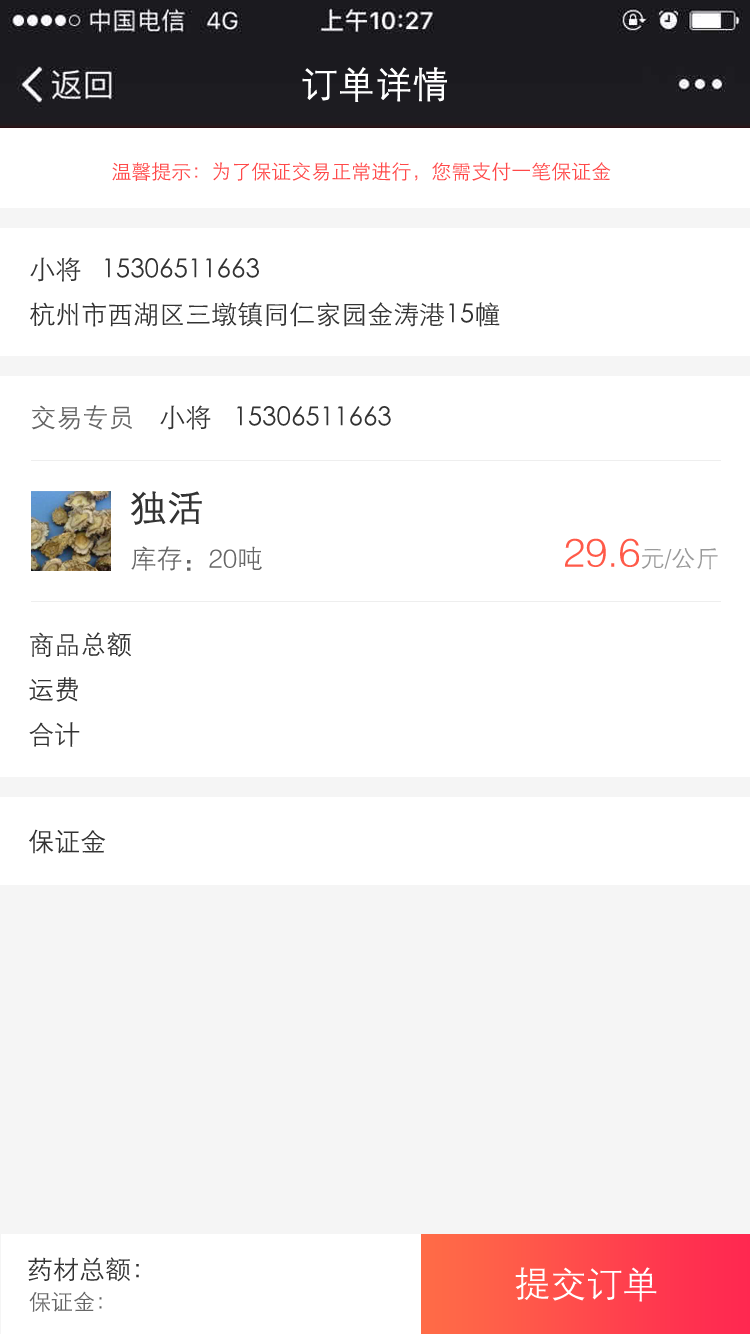 中国电信 4G 上午10:27
返回 订单详情
温馨提示：为了保证交易正常进行，您需支付一笔保证金
小将 15306511663
杭州市西湖区三墩镇同仁家园金涛港15幢
交易专员 小将 15306511663
独活
库存：20吨 29.6元/公斤
商品总额
运费
合计
保证金
药材总额：
保证金：
提交订单